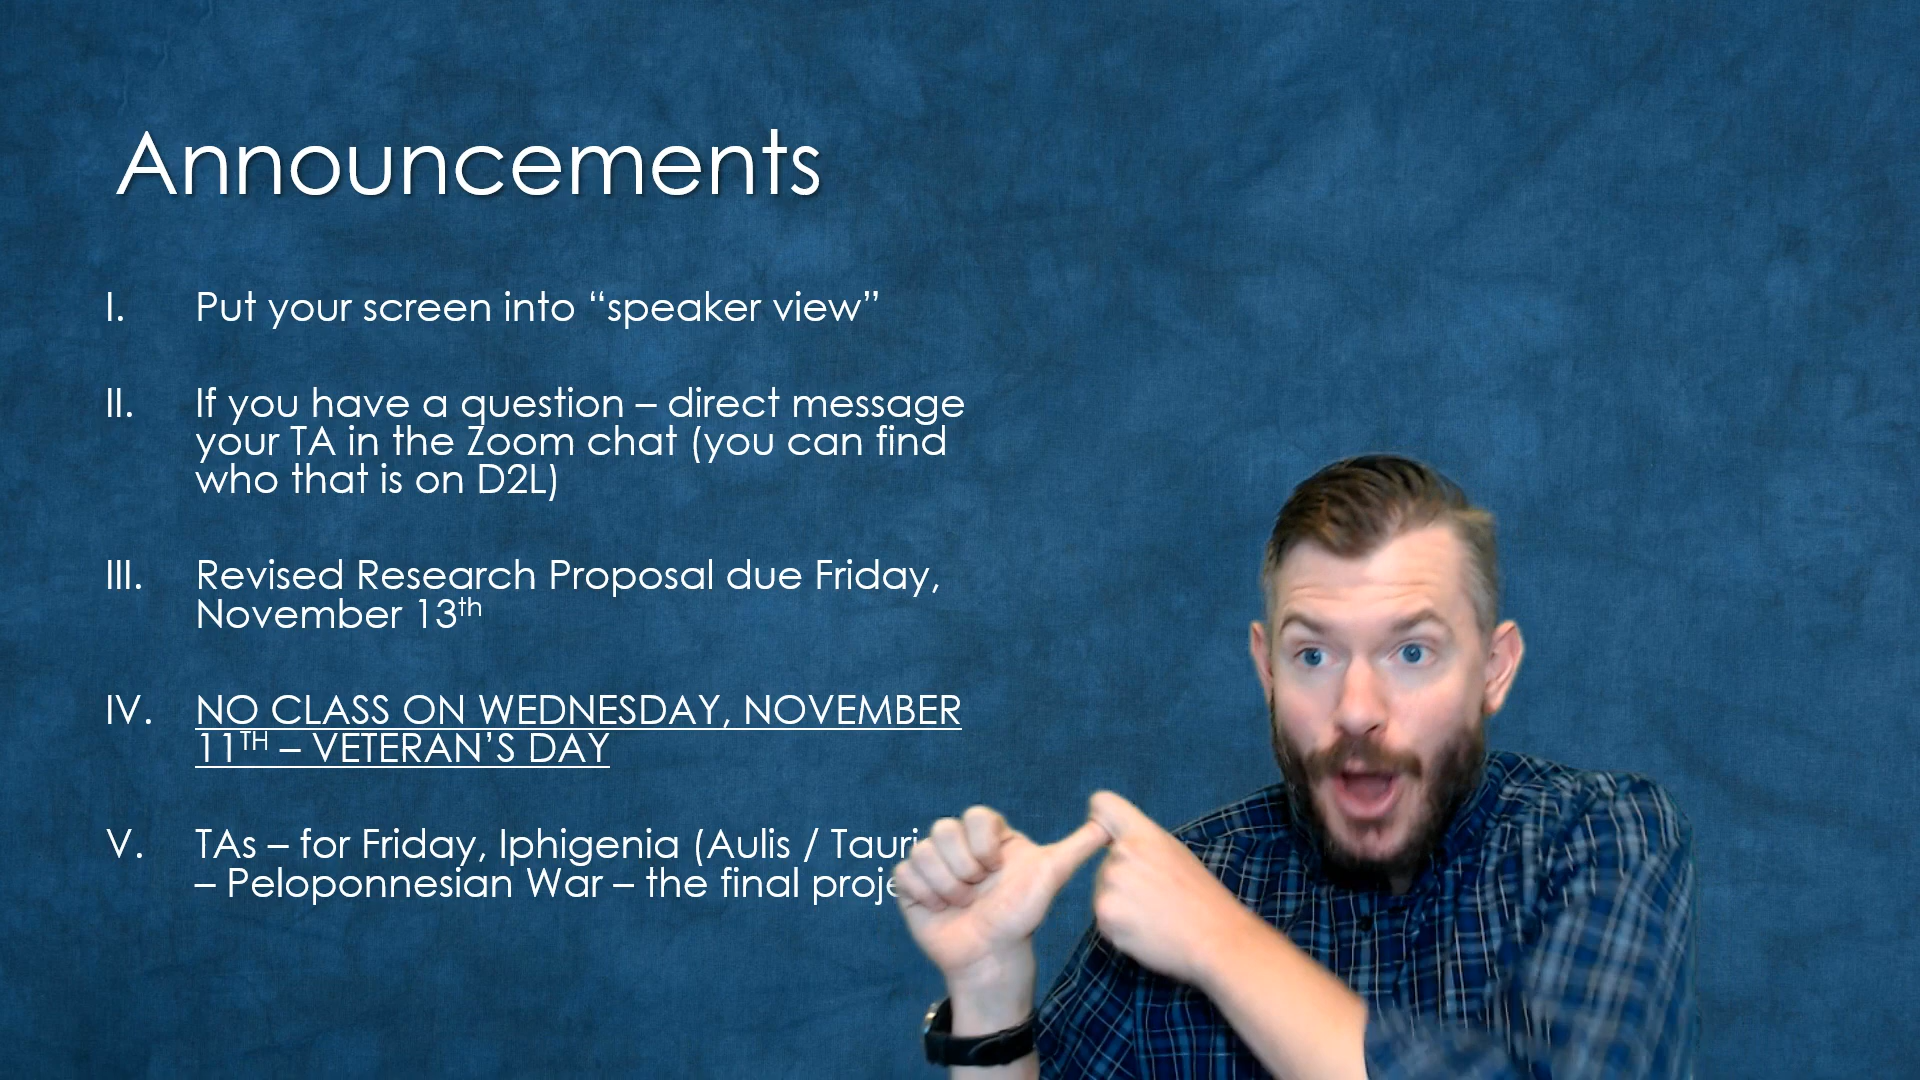 Announcements
I. Put your screen into “speaker view”
II. If you have a question – direct message
your TA in the Zoom chat (you can find
who that is on D2L)
III. Revised Research Proposal due Friday,
November 13th
IV. NO CLASS ON WEDNESDAY, NOVEMBER
11TH – VETERAN’S DAY
V. TAs – for Friday, Iphigenia (Aulis /
– Peloponnesian War – the final